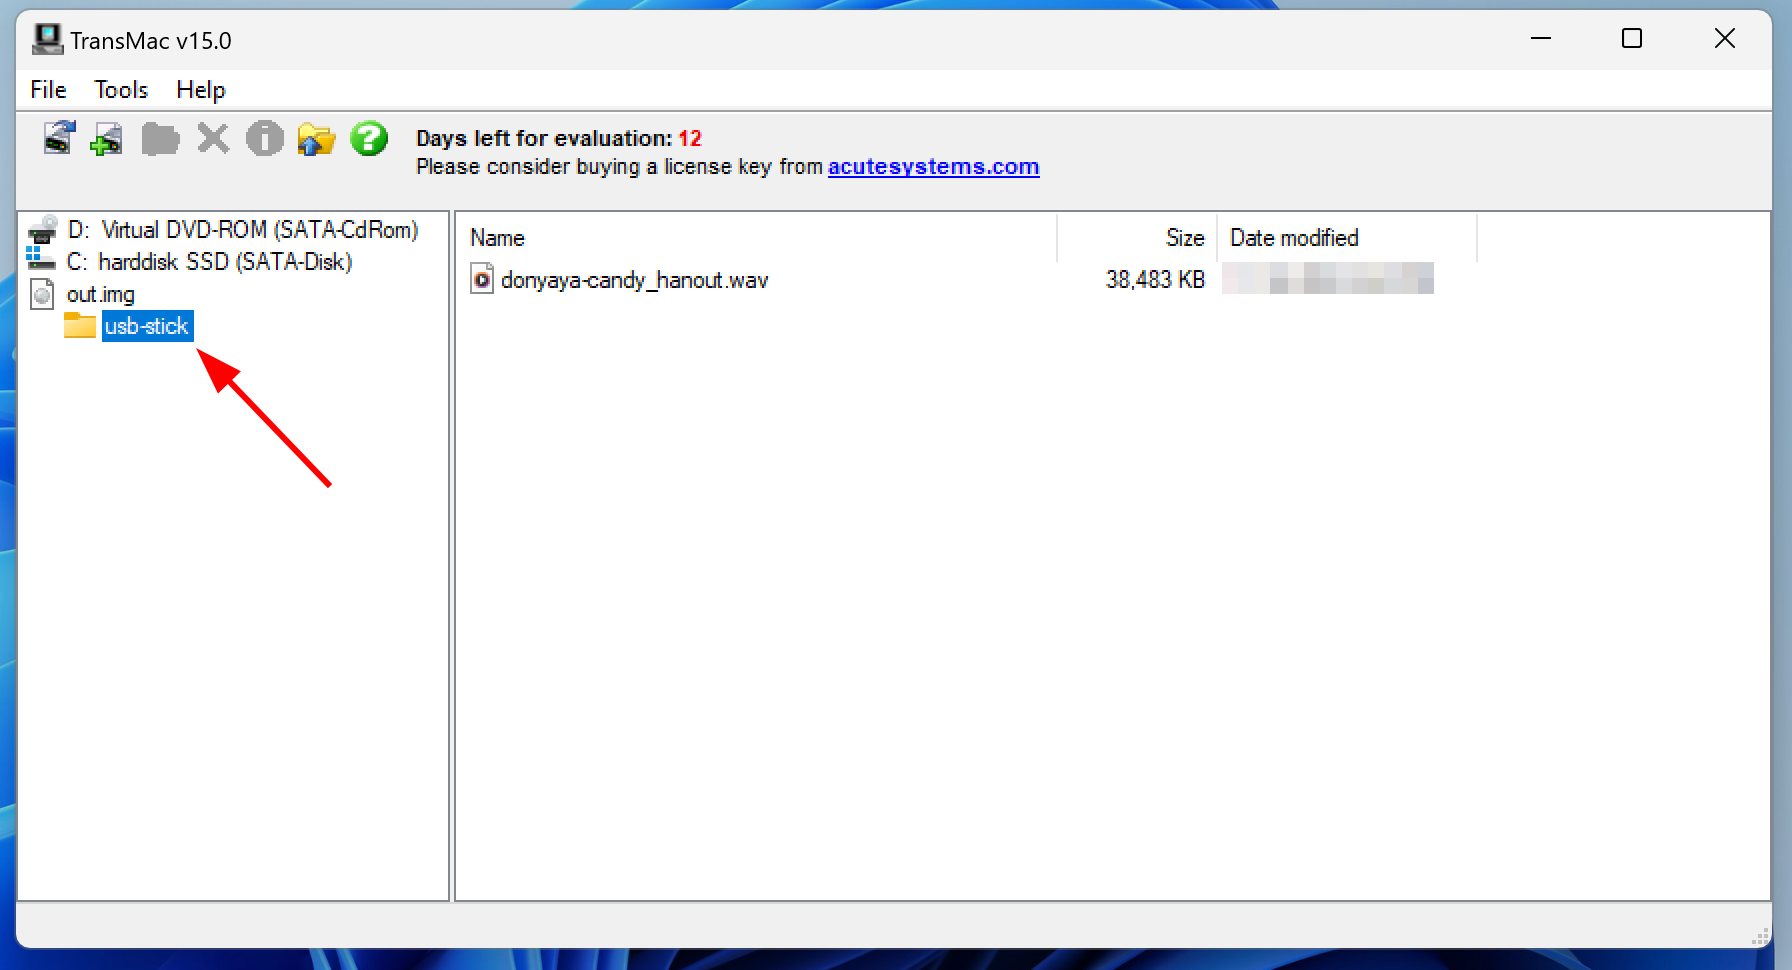 TransMac v15.0
File Tools Help
Days left for evaluation: 12
Please consider buying a license key from acutesystems.com
D: Virtual DVD-ROM (SATA-CdRom)
C: harddisk SSD (SATA-Disk)
out.img
usb-stick
Name Size Date modified
donyaya-candy_hanout.wav 38,483 KB